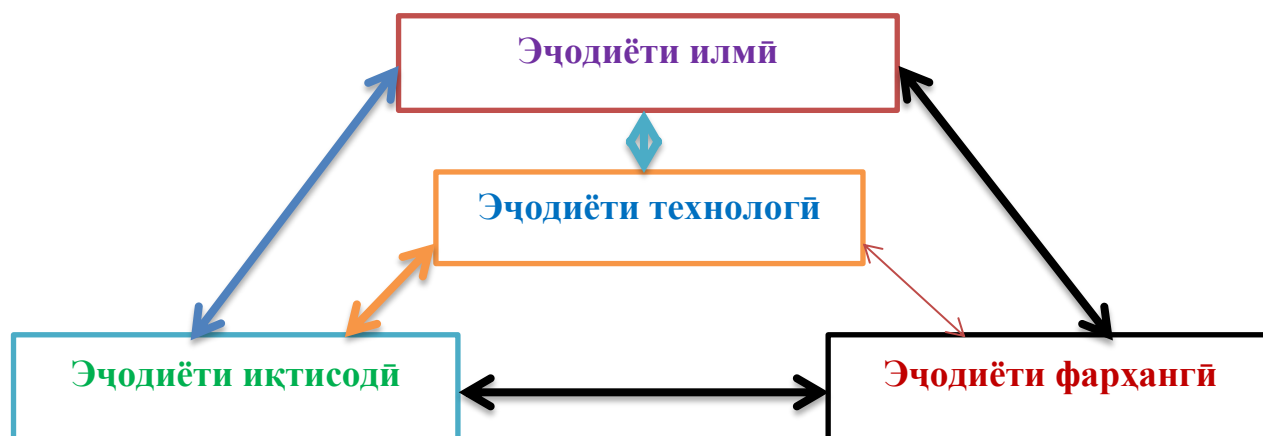 Эҷодиёти илмӣ
Эҷодиёти технологӣ
Эҷодиёти иқтисодӣ
Эҷодиёти фарҳангӣ